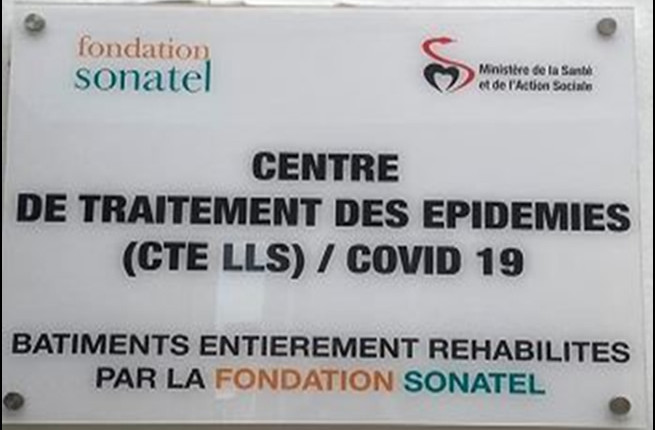 fondation
sonatel
Ministère de la Santé
et de l'Action Sociale
CENTRE
DE TRAITEMENT DES EPIDEMIES
(CTE LLS) / COVID 19
BATIMENTS ENTIEREMENT REHABILITES
PAR LA FONDATION SONATEL